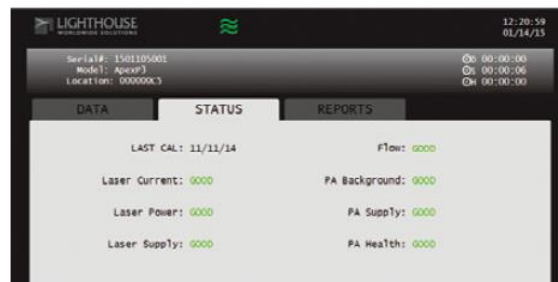 LIGHTHOUSE
WORLDWIDE SOLUTIONS
12:20:59
01/14/15
Serial#: 1501105001
Model: ApexP3
Location: 000000C3
D 00:00:00
S 00:00:06
H 00:00:00
DATA STATUS REPORTS
LAST CAL: 11/11/14 Flow: GOOD
Laser Current: GOOD PA Background: GOOD
Laser Power: GOOD PA Supply: GOOD
Laser Supply: GOOD PA Health: GOOD